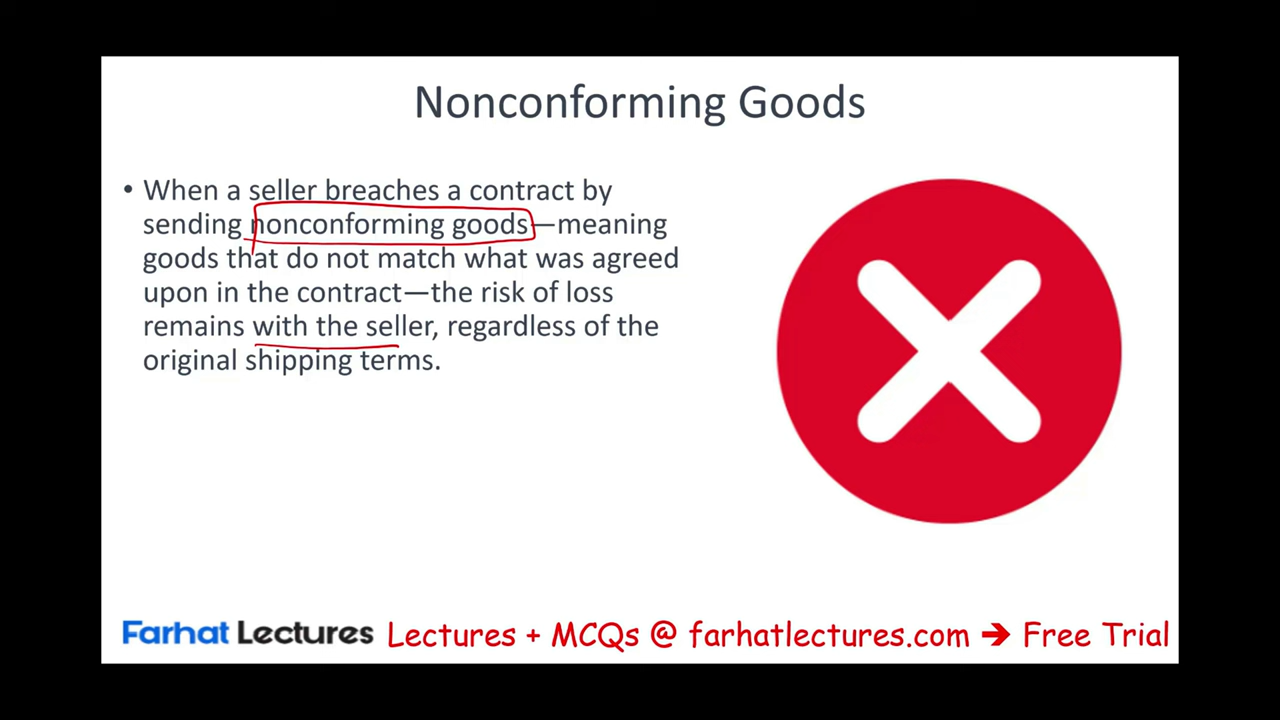 Nonconforming Goods
• When a seller breaches a contract by
sending nonconforming goods—meaning
goods that do not match what was agreed
upon in the contract—the risk of loss
remains with the seller, regardless of the
original shipping terms.
Farhat Lectures Lectures + MCQs @ farhatlectures.com → Free Trial